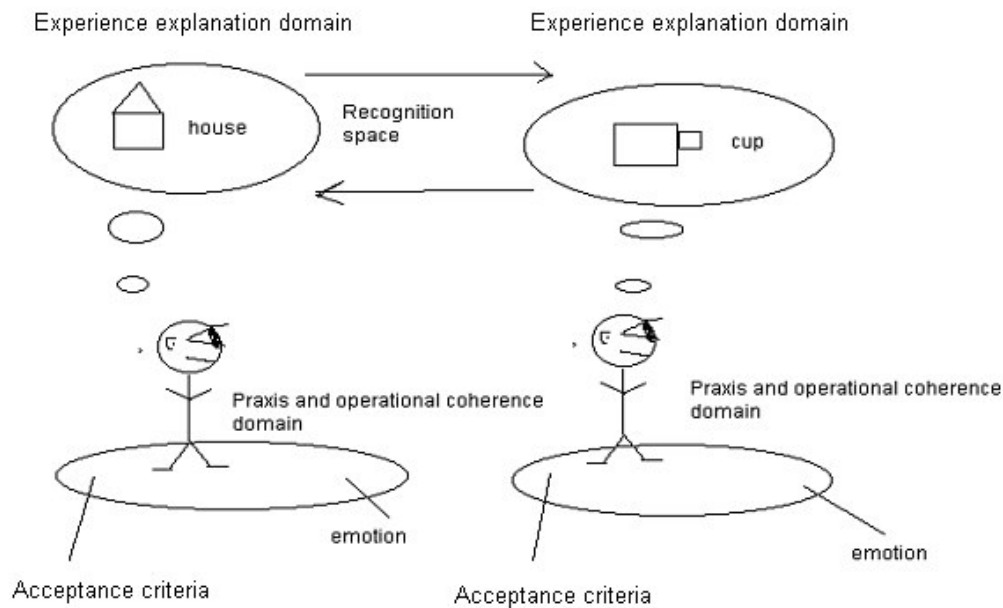 Experience explanation domain
Experience explanation domain
house
Recognition
space
cup
Praxis and operational coherence
domain
Praxis and operational coherence
domain
emotion
emotion
Acceptance criteria
Acceptance criteria